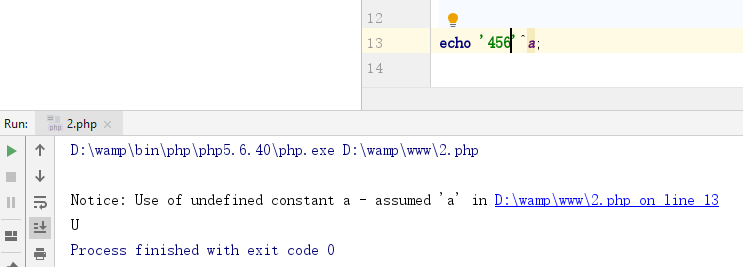 12
13 echo '456'^a;
14
Run: 2.php ×
D:\wamp\bin\php\php5.6.40\php.exe D:\wamp\www\2.php
Notice: Use of undefined constant a - assumed 'a' in D:\wamp\www\2.php on line 13
U
Process finished with exit code 0